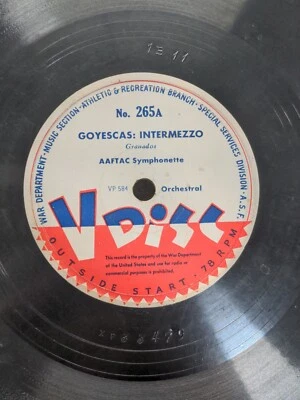 1E 11
WAR DEPARTMENT - MUSIC SECTION - ATHLETIC & RECREATION BRANCH - SPECIAL SERVICES DIVISION - A.S.F.
No. 265A
GOYESCAS: INTERMEZZO
Granados
AAFTAC Symphonette
VP 584 Orchestral
V DISC
This record is the property of the War Department
of the United States and use for radio or
commercial purposes is prohibited.
OUTSIDE START - 78 RPM